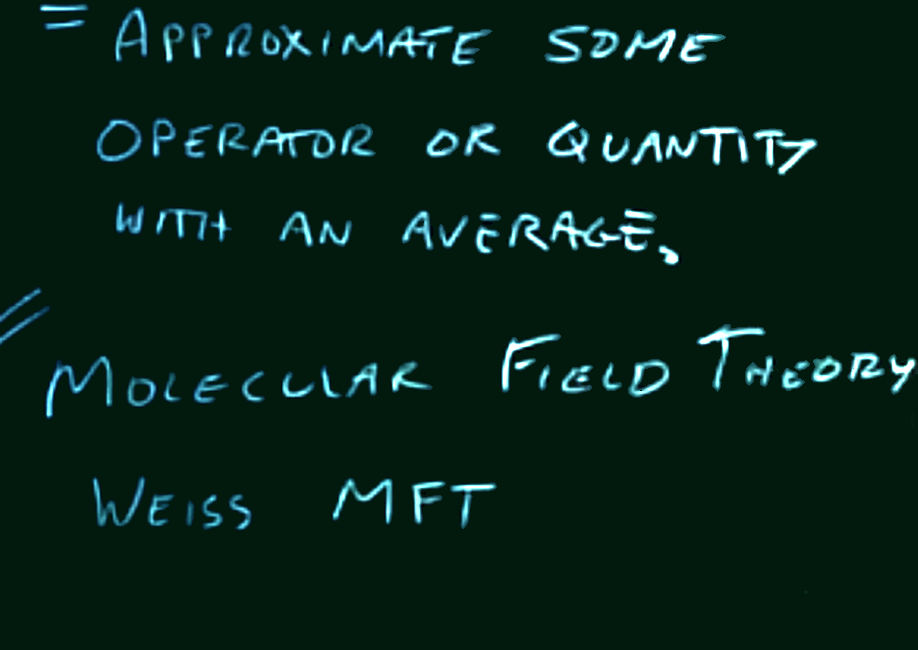 = APPROXIMATE SOME
OPERATOR OR QUANTITY
WITH AN AVERAGE.
MOLECULAR FIELD THEORY
WEISS MFT